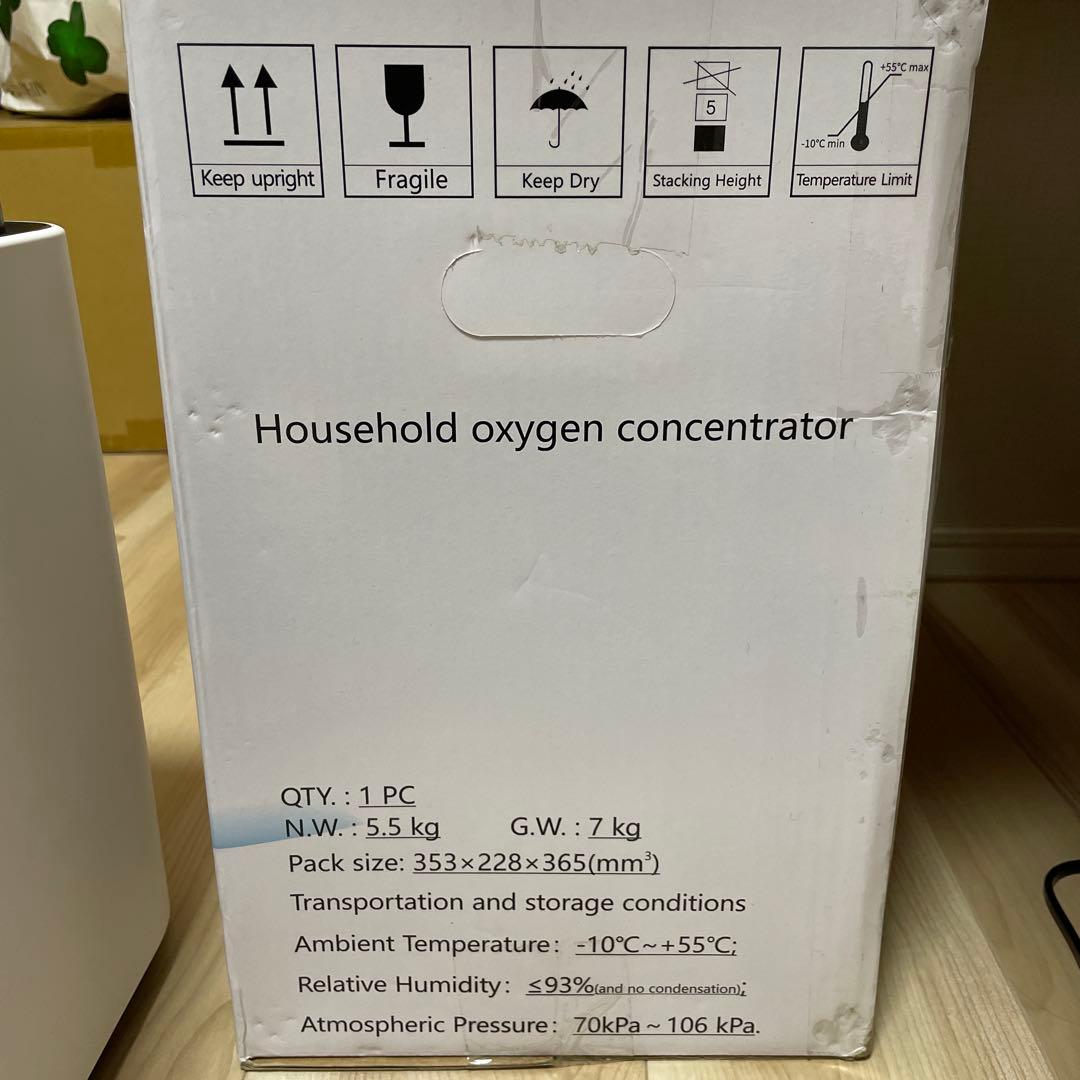 +55℃ max
5
-10℃ min
Keep upright
Fragile
Keep Dry
Stacking Height
Temperature Limit
Household oxygen concentrator
QTY. : 1 PC
N.W. : 5.5 kg G.W. : 7 kg
Pack size: 353×228×365(mm³)
Transportation and storage conditions
Ambient Temperature: -10℃~+55℃;
Relative Humidity: ≤93%(and no condensation);
Atmospheric Pressure: 70kPa ~ 106 kPa.